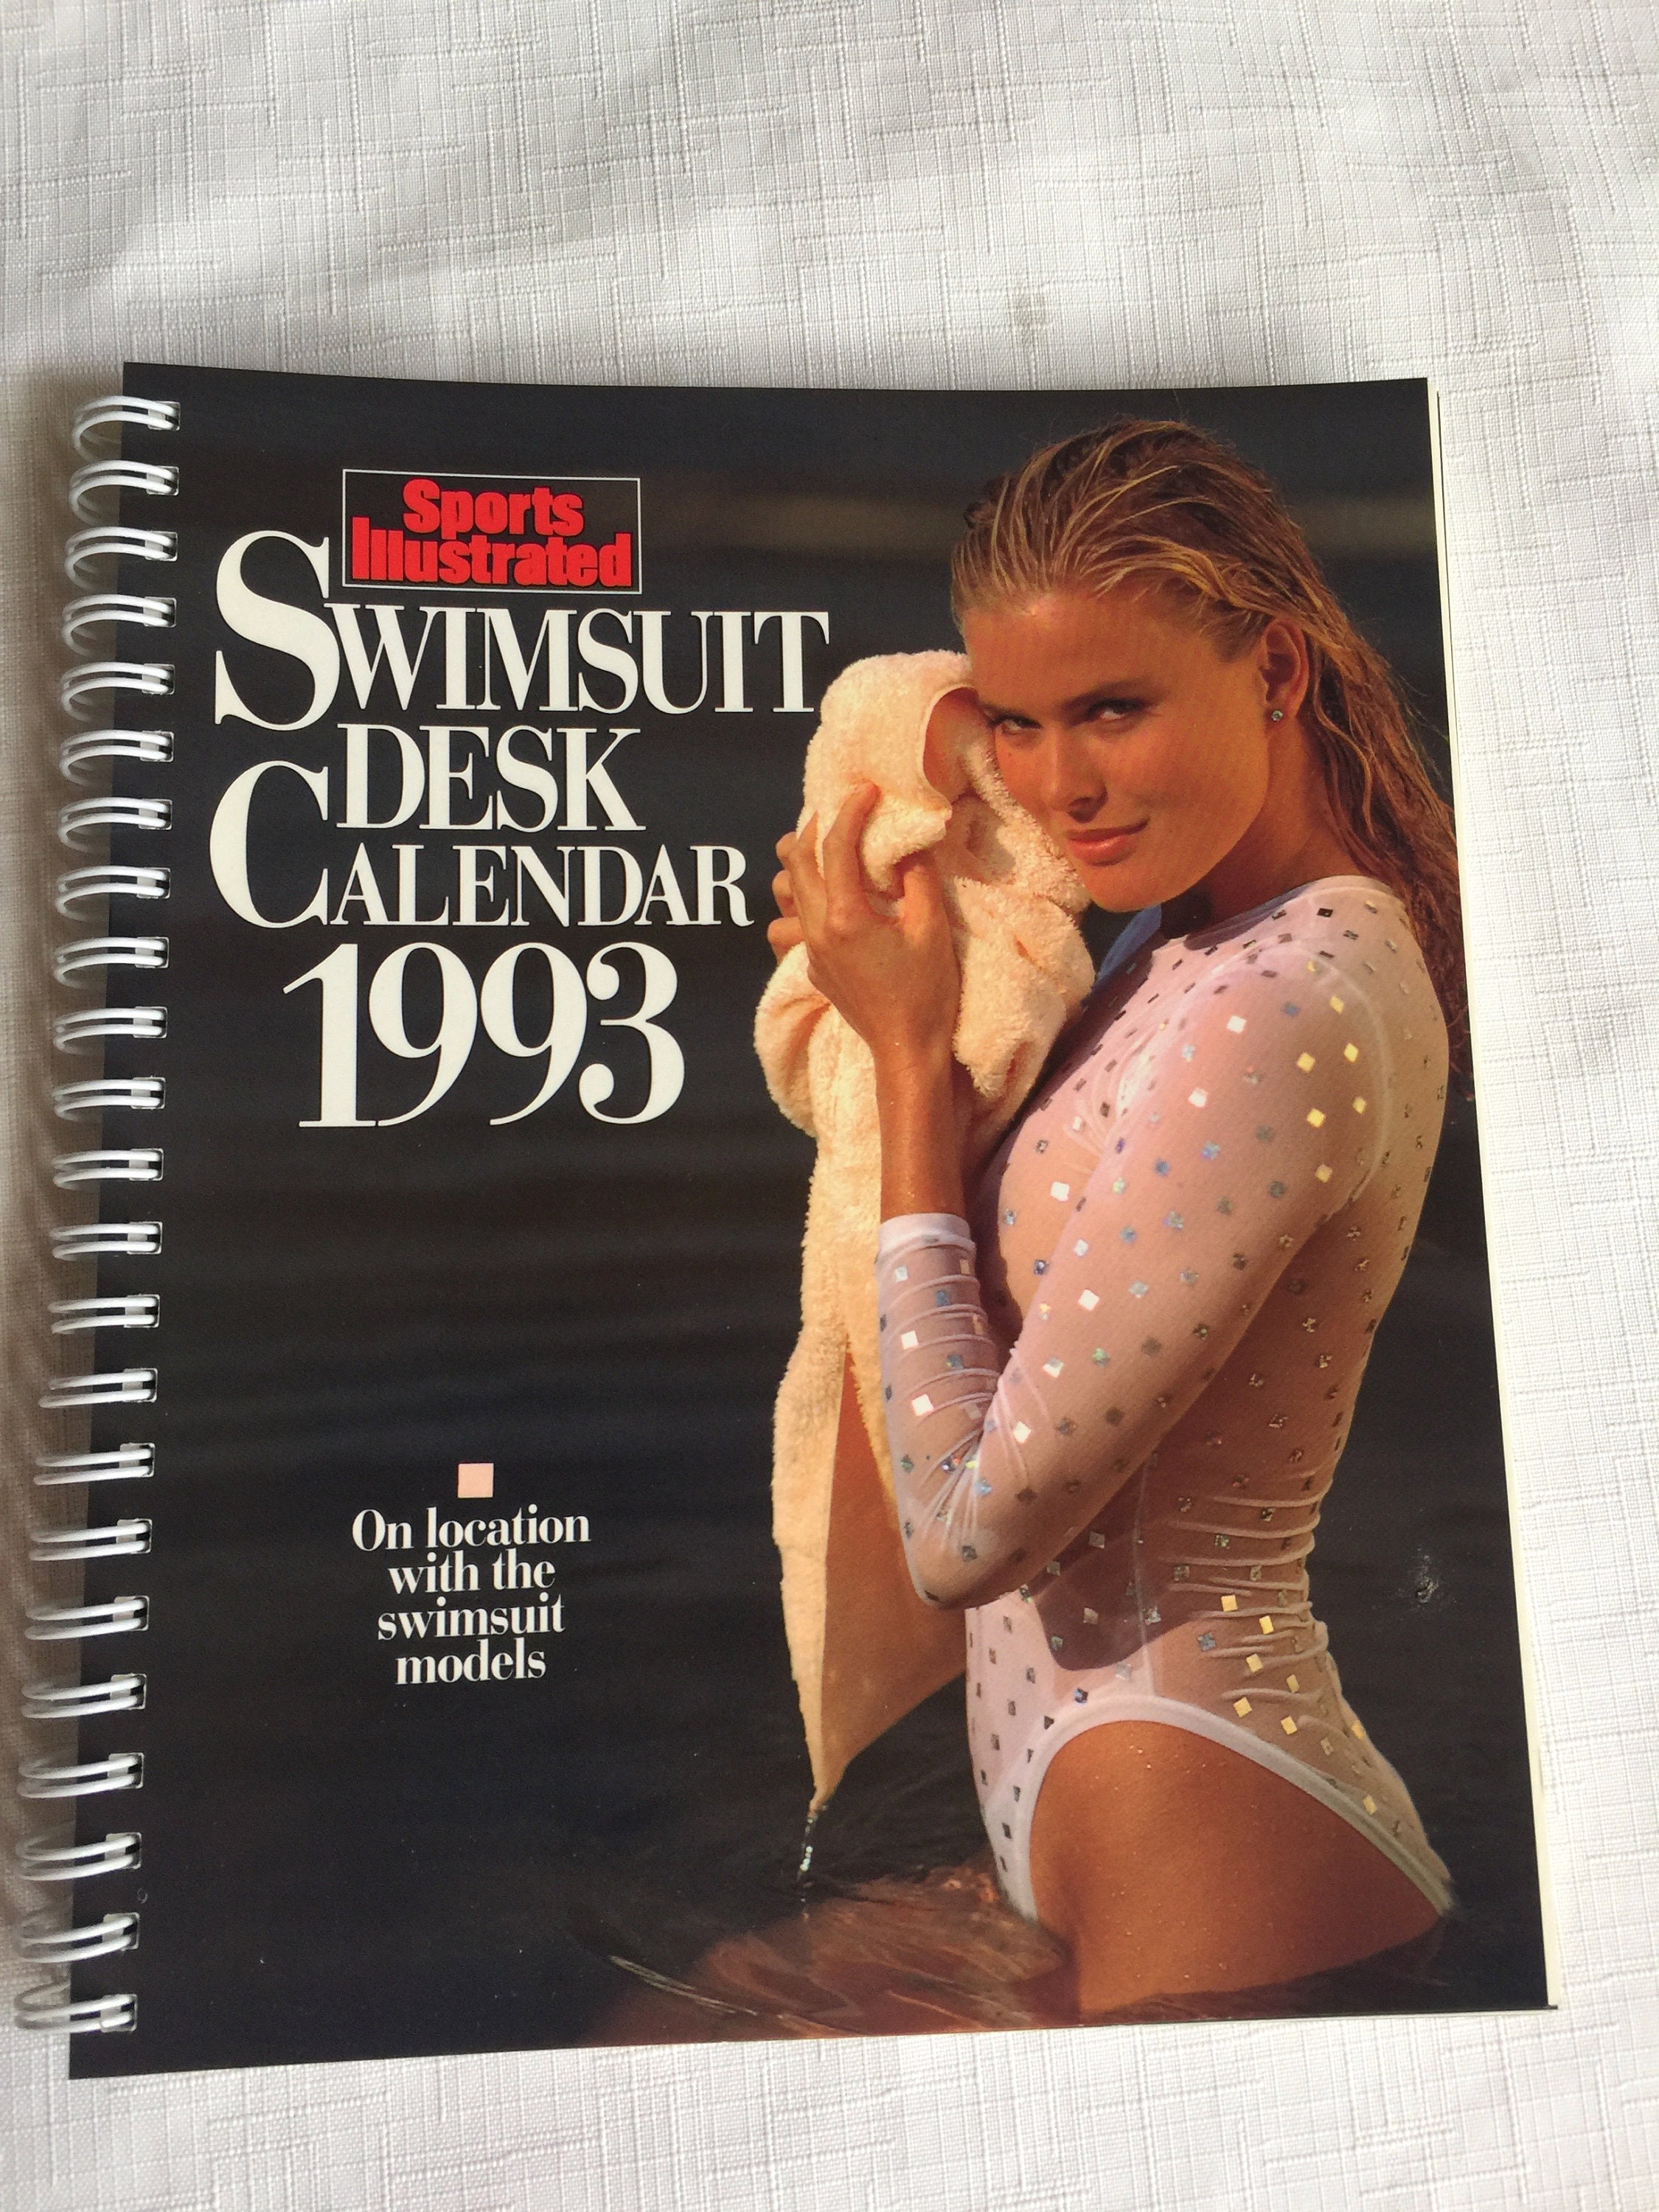 Sports
Illustrated
SWIMSUIT
DESK
CALENDAR
1993
On location
with the
swimsuit
models